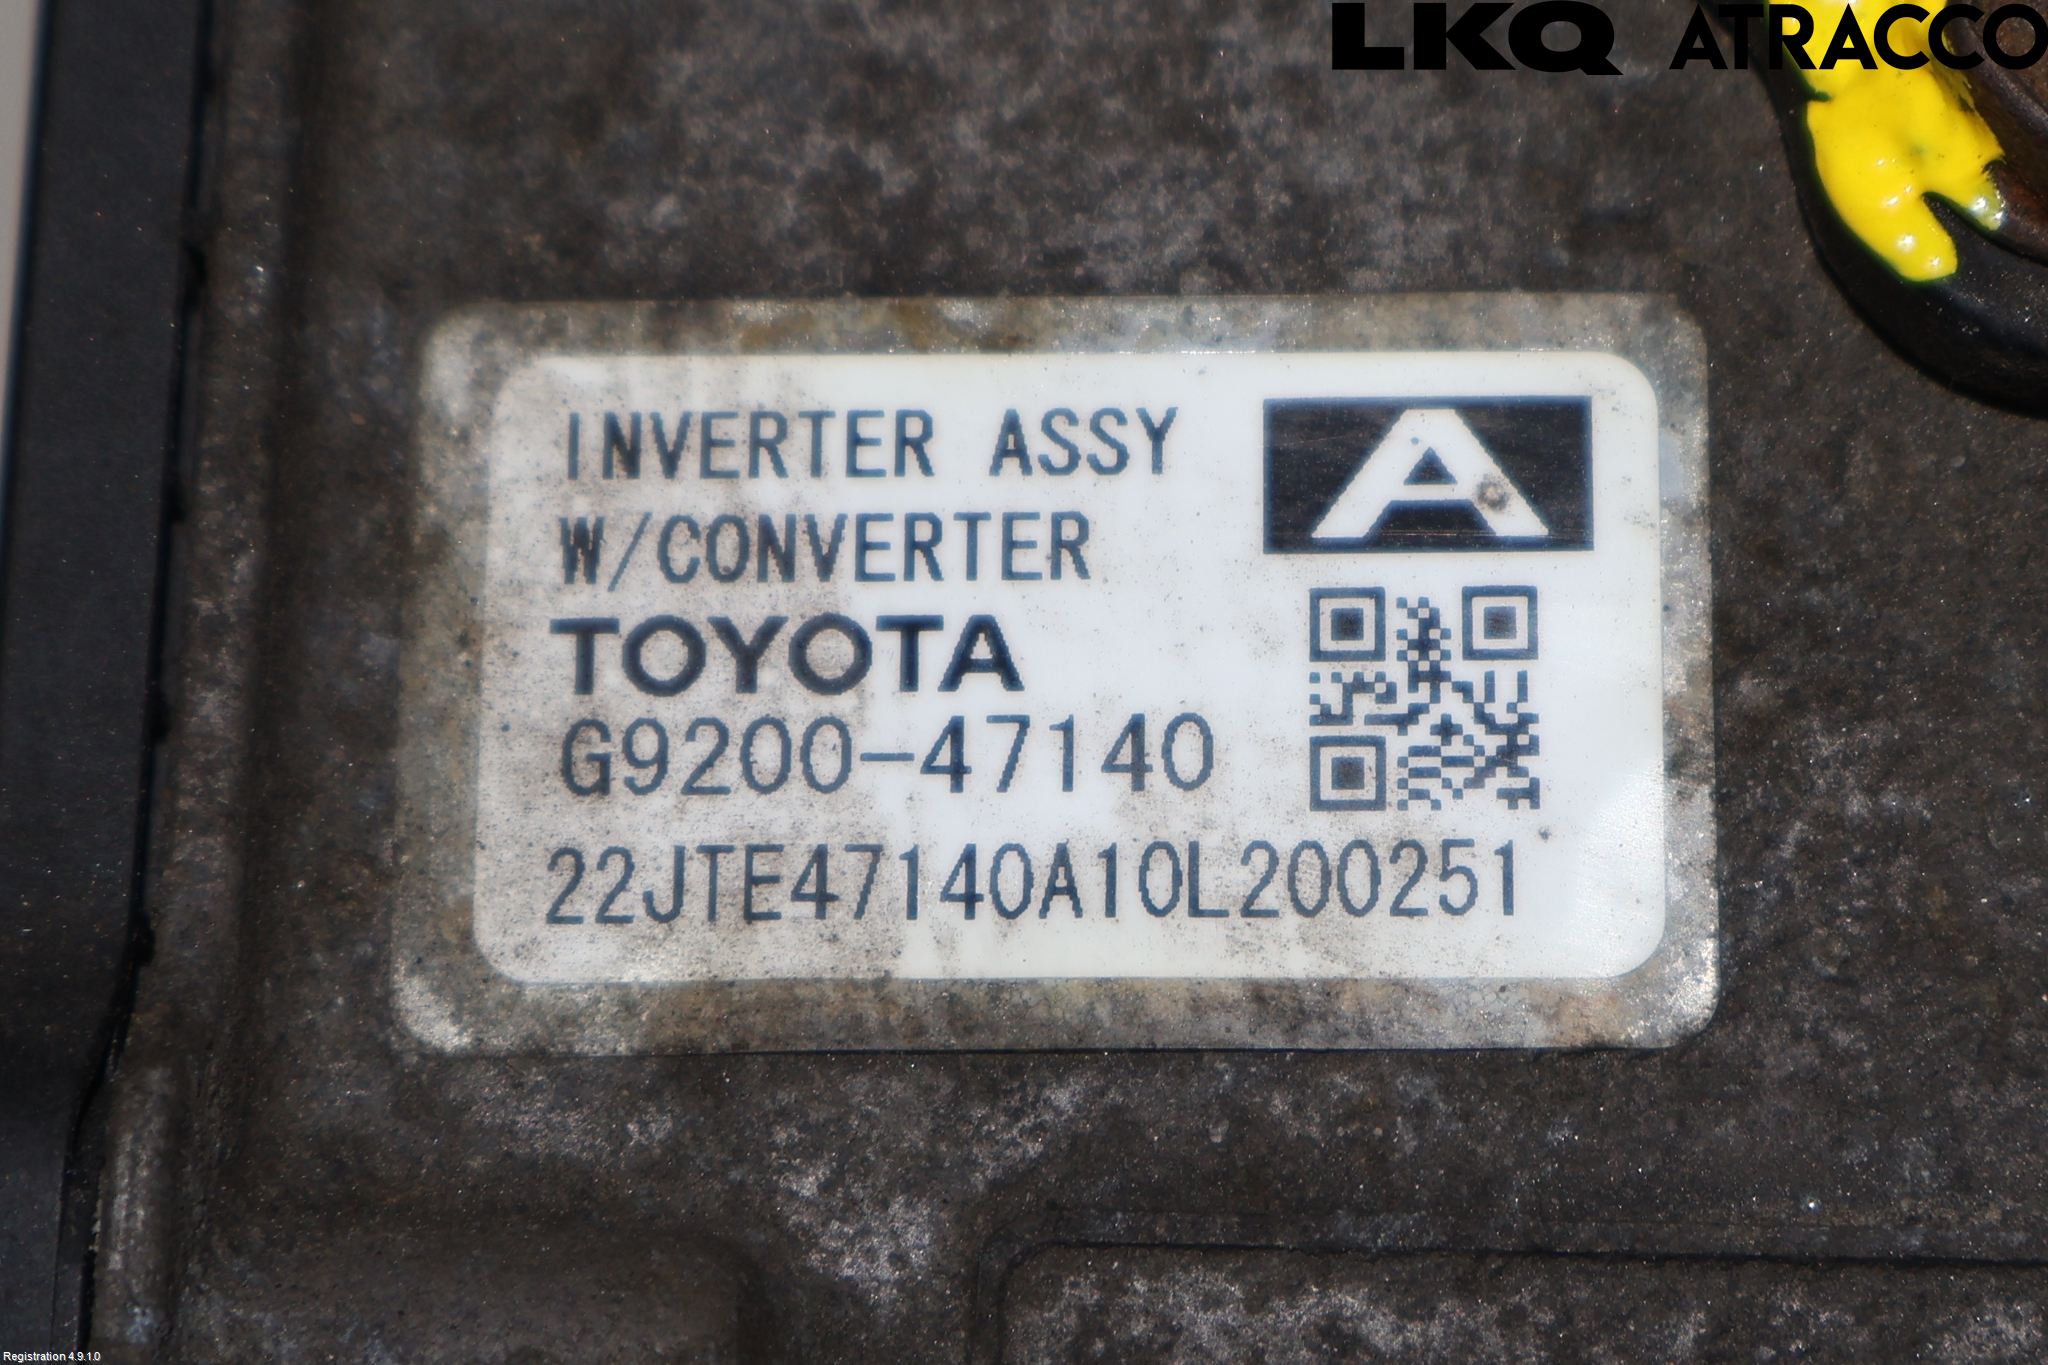 LKQ ATRACCO
INVERTER ASSY
A
W/CONVERTER
TOYOTA
G9200-47140
22JTE47140A10L200251
Registration 4.9.1.0